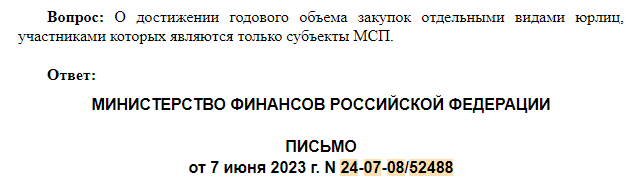 Вопрос: О достижении годового объема закупок отдельными видами юрлиц,
участниками которых являются только субъекты МСП.
Ответ:
МИНИСТЕРСТВО ФИНАНСОВ РОССИЙСКОЙ ФЕДЕРАЦИИ
ПИСЬМО
от 7 июня 2023 г. N 24-07-08/52488